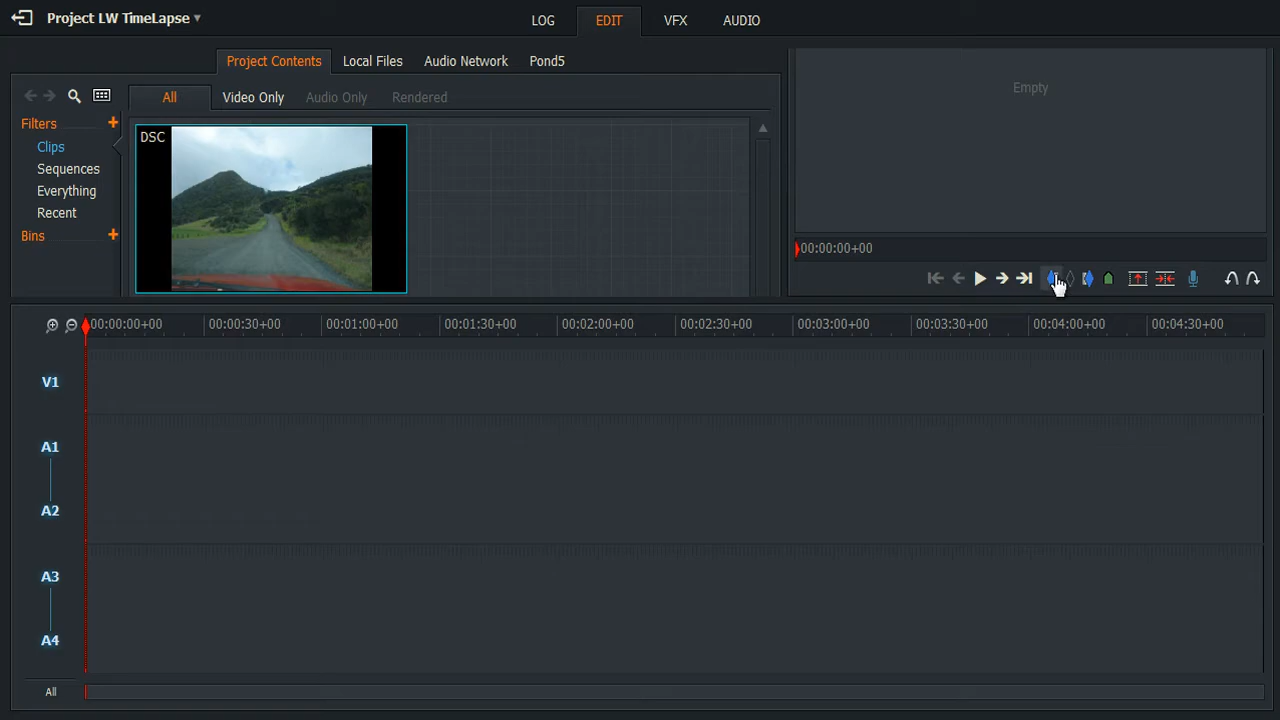 Project LW TimeLapse
LOG EDIT VFX AUDIO
Project Contents Local Files Audio Network Pond5
All Video Only Audio Only Rendered
Filters
Clips
Sequences
Everything
Recent
Bins
DSC
Empty
00:00:00+00
00:00:00+00 00:00:30+00 00:01:00+00 00:01:30+00 00:02:00+00 00:02:30+00 00:03:00+00 00:03:30+00 00:04:00+00 00:04:30+00
V1
A1
A2
A3
A4
All